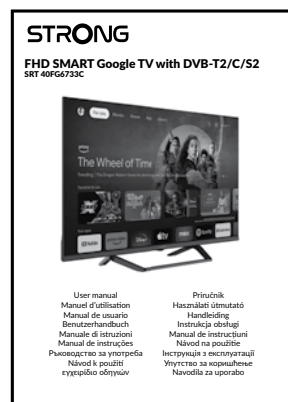 STRONG
FHD SMART Google TV with DVB-T2/C/S2
SRT 40FG6733C
The Wheel of Time
User manual
Manuel d'utilisation
Manual de usuario
Benutzerhandbuch
Manuale di istruzioni
Manual de instruções
Ръководство за употреба
Návod k použití
εγχειρίδιο οδηγιών
Priručnik
Használati útmutató
Handleiding
Instrukcja obsługi
Manual de instrucțiuni
Návod na použitie
Інструкція з експлуатації
Упутство за коришћење
Navodila za uporabo